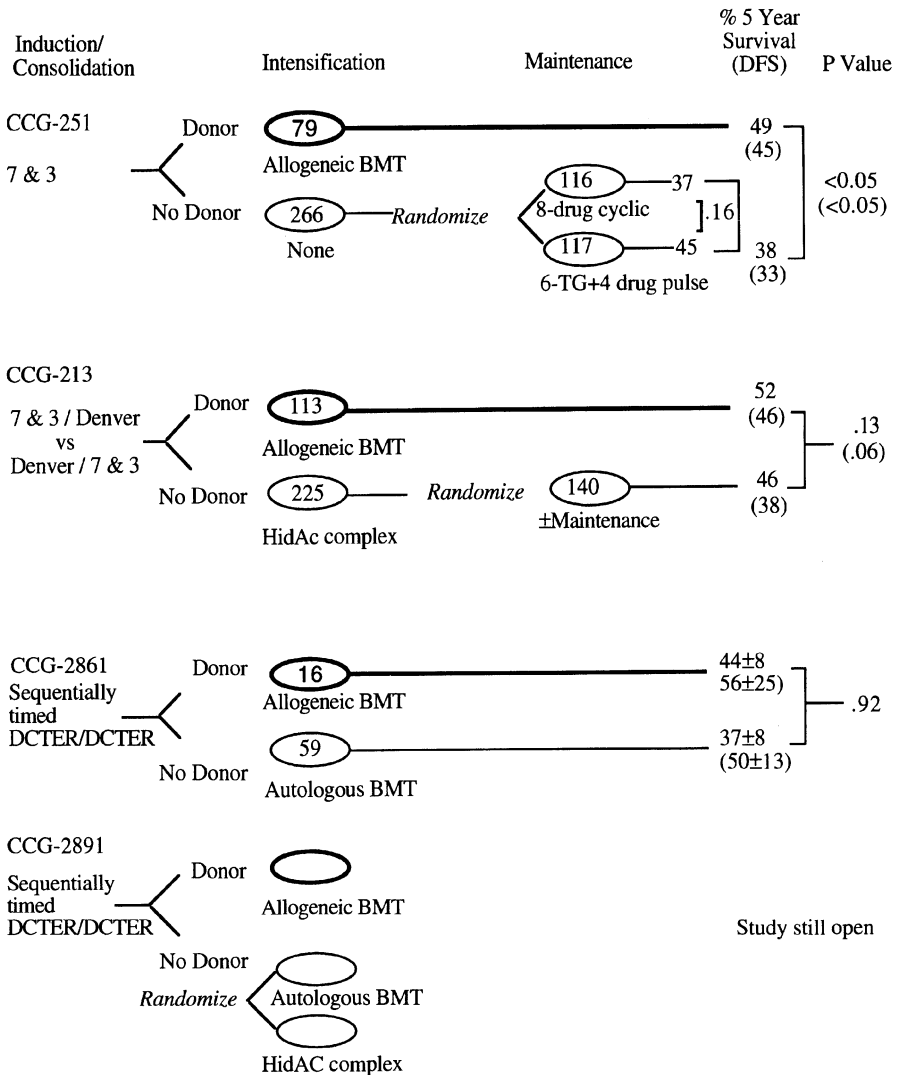 Induction/
Consolidation
Intensification
Maintenance
% 5 Year
Survival
(DFS)
P Value
CCG-251
7 & 3
Donor
79
Allogeneic BMT
49
(45)
No Donor
266
None
Randomize
116
8-drug cyclic
37
117
6-TG+4 drug pulse
45
.16
38
(33)
<0.05
(<0.05)
CCG-213
7 & 3 / Denver
vs
Denver / 7 & 3
Donor
113
Allogeneic BMT
52
(46)
No Donor
225
HidAc complex
Randomize
140
±Maintenance
46
(38)
.13
(.06)
CCG-2861
Sequentially
timed
DCTER/DCTER
Donor
16
Allogeneic BMT
44±8
56±25)
No Donor
59
Autologous BMT
37±8
(50±13)
.92
CCG-2891
Sequentially
timed
DCTER/DCTER
Donor
Allogeneic BMT
Study still open
No Donor
Randomize
Autologous BMT
HidAC complex